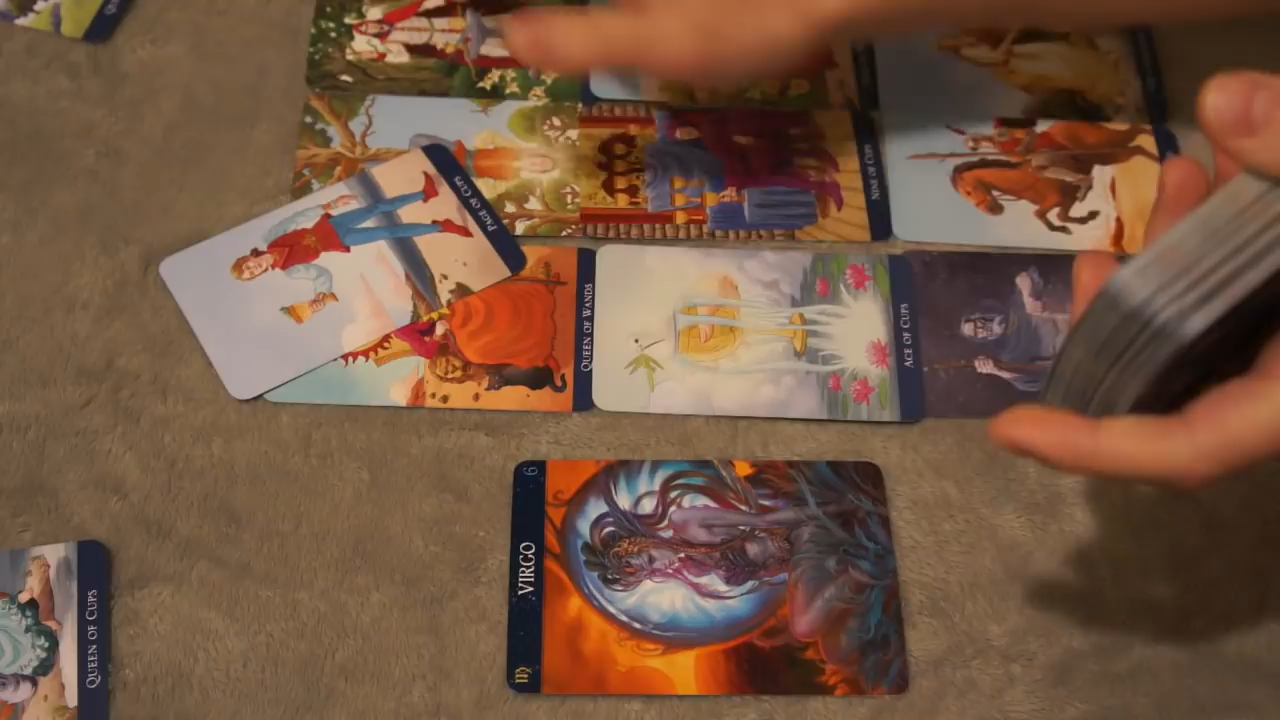 PAGE OF CUPS
NINE OF CUPS
QUEEN OF WANDS
ACE OF CUPS
6
VIRGO
♍
QUEEN OF CUPS